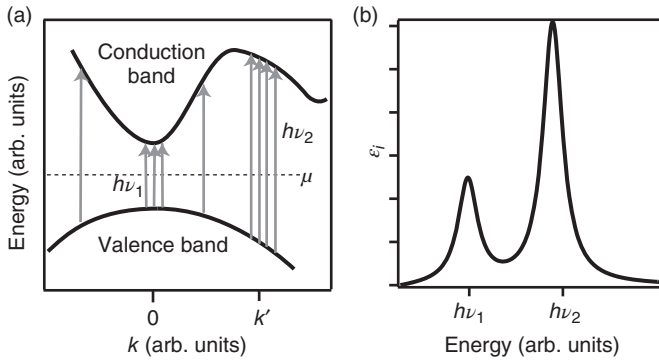 (a)
Conduction
band
hν₂
hν₁
μ
Valence band
Energy (arb. units)
0
k′
k (arb. units)
(b)
εᵢ
hν₁
hν₂
Energy (arb. units)